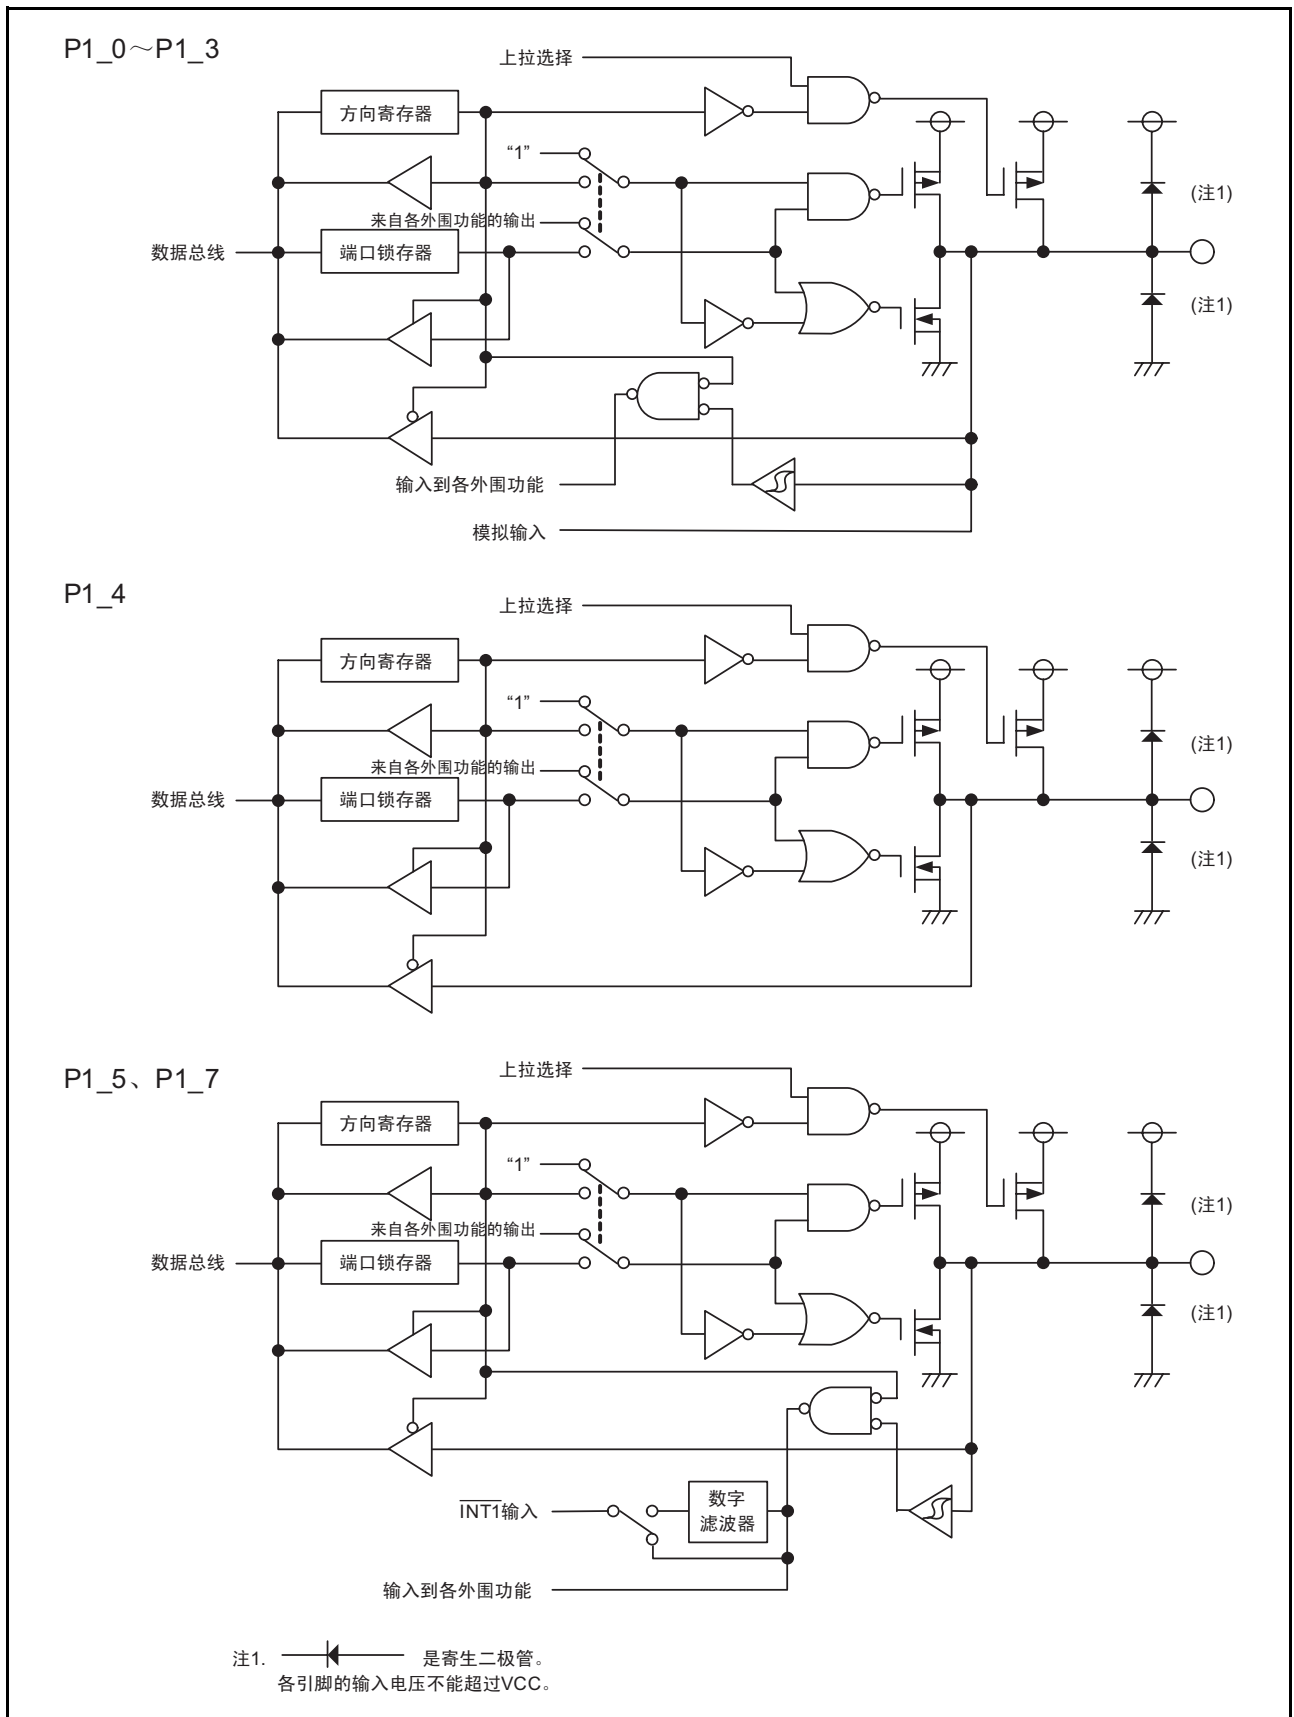 P1_0～P1_3
上拉选择
方向寄存器
“1”
(注1)
来自各外围功能的输出
数据总线
端口锁存器
(注1)
输入到各外围功能
模拟输入
P1_4
上拉选择
方向寄存器
“1”
(注1)
来自各外围功能的输出
数据总线
端口锁存器
(注1)
P1_5、P1_7
上拉选择
方向寄存器
“1”
(注1)
来自各外围功能的输出
数据总线
端口锁存器
(注1)
数字
滤波器
INT1输入
输入到各外围功能
注1. 是寄生二极管。
各引脚的输入电压不能超过VCC。